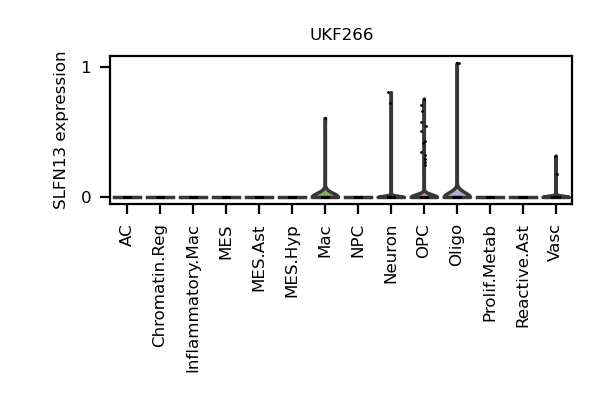 UKF266
SLFN13 expression
1
0
AC
Chromatin.Reg
Inflammatory.Mac
MES
MES.Ast
MES.Hyp
Mac
NPC
Neuron
OPC
Oligo
Prolif.Metab
Reactive.Ast
Vasc